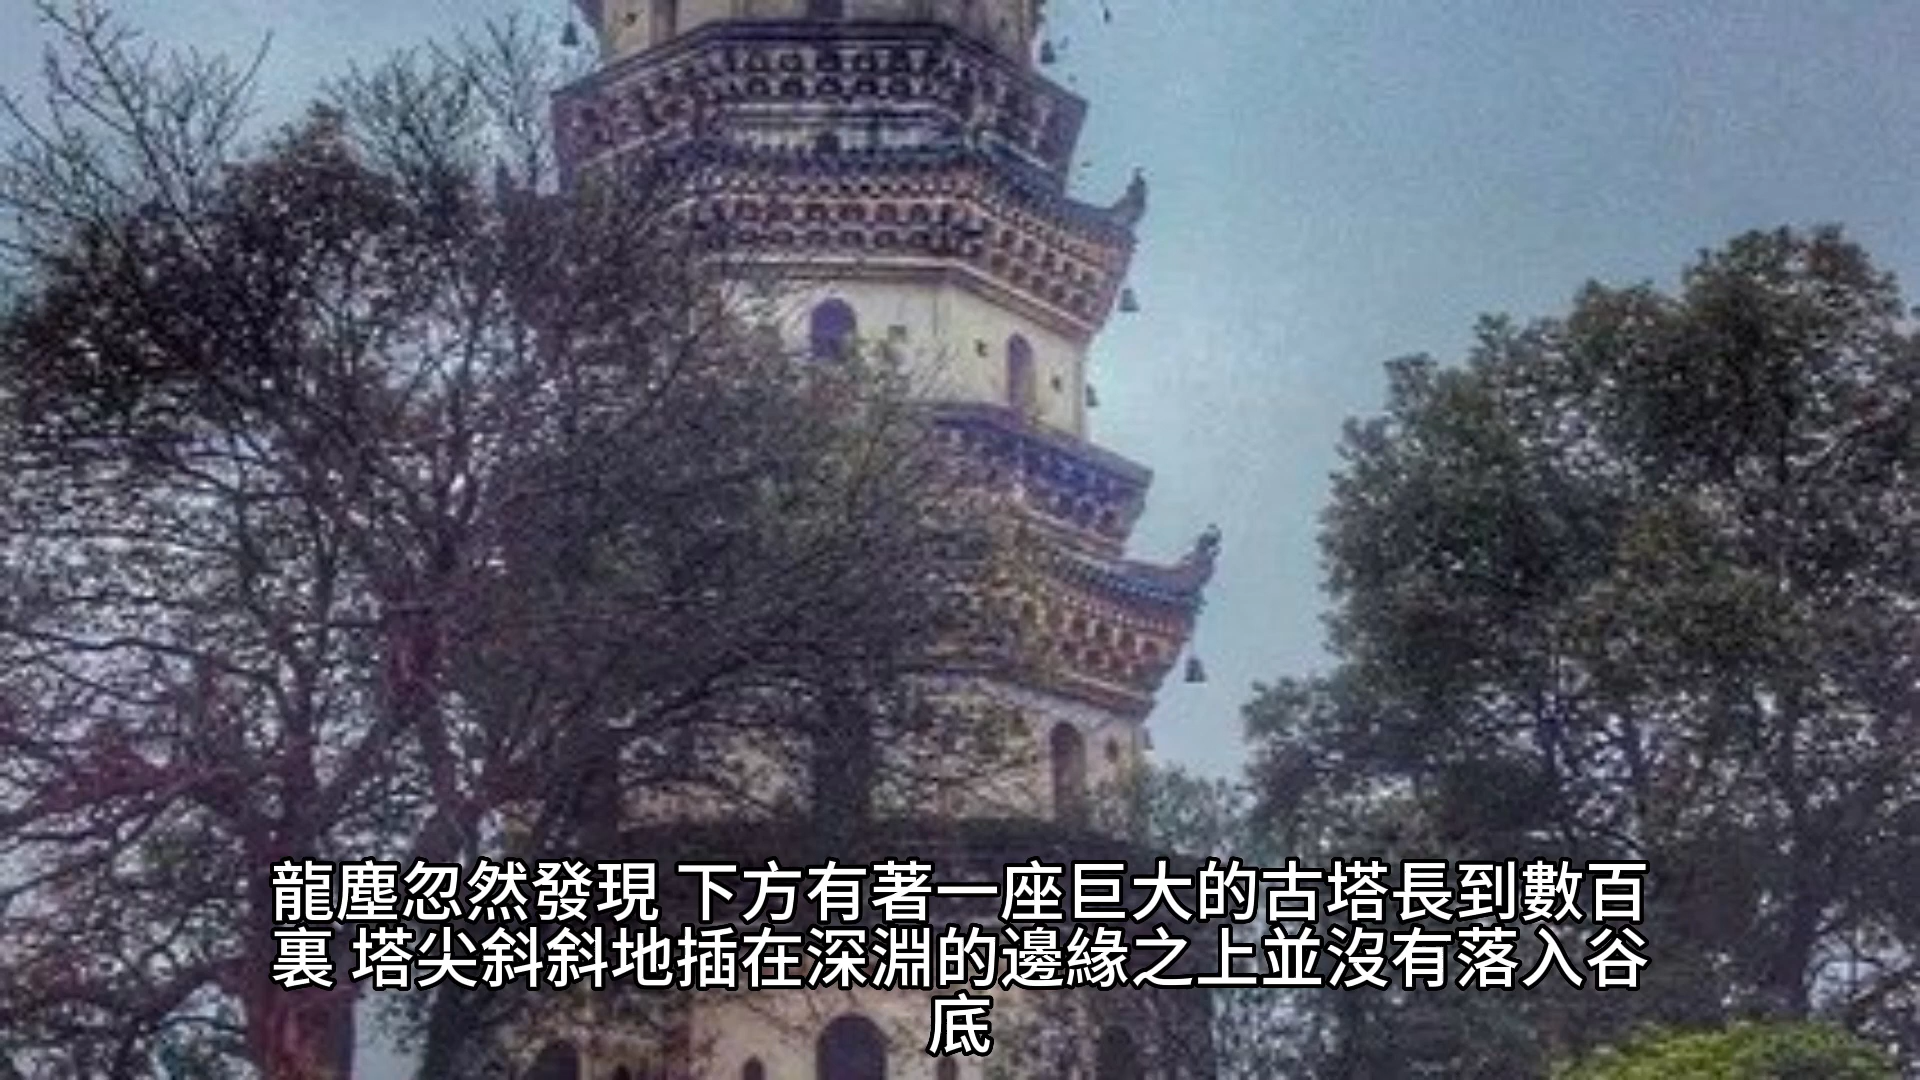 龍塵忽然發現 下方有著一座巨大的古塔長到數百
裏 塔尖斜斜地插在深淵的邊緣之上並沒有落入谷
底